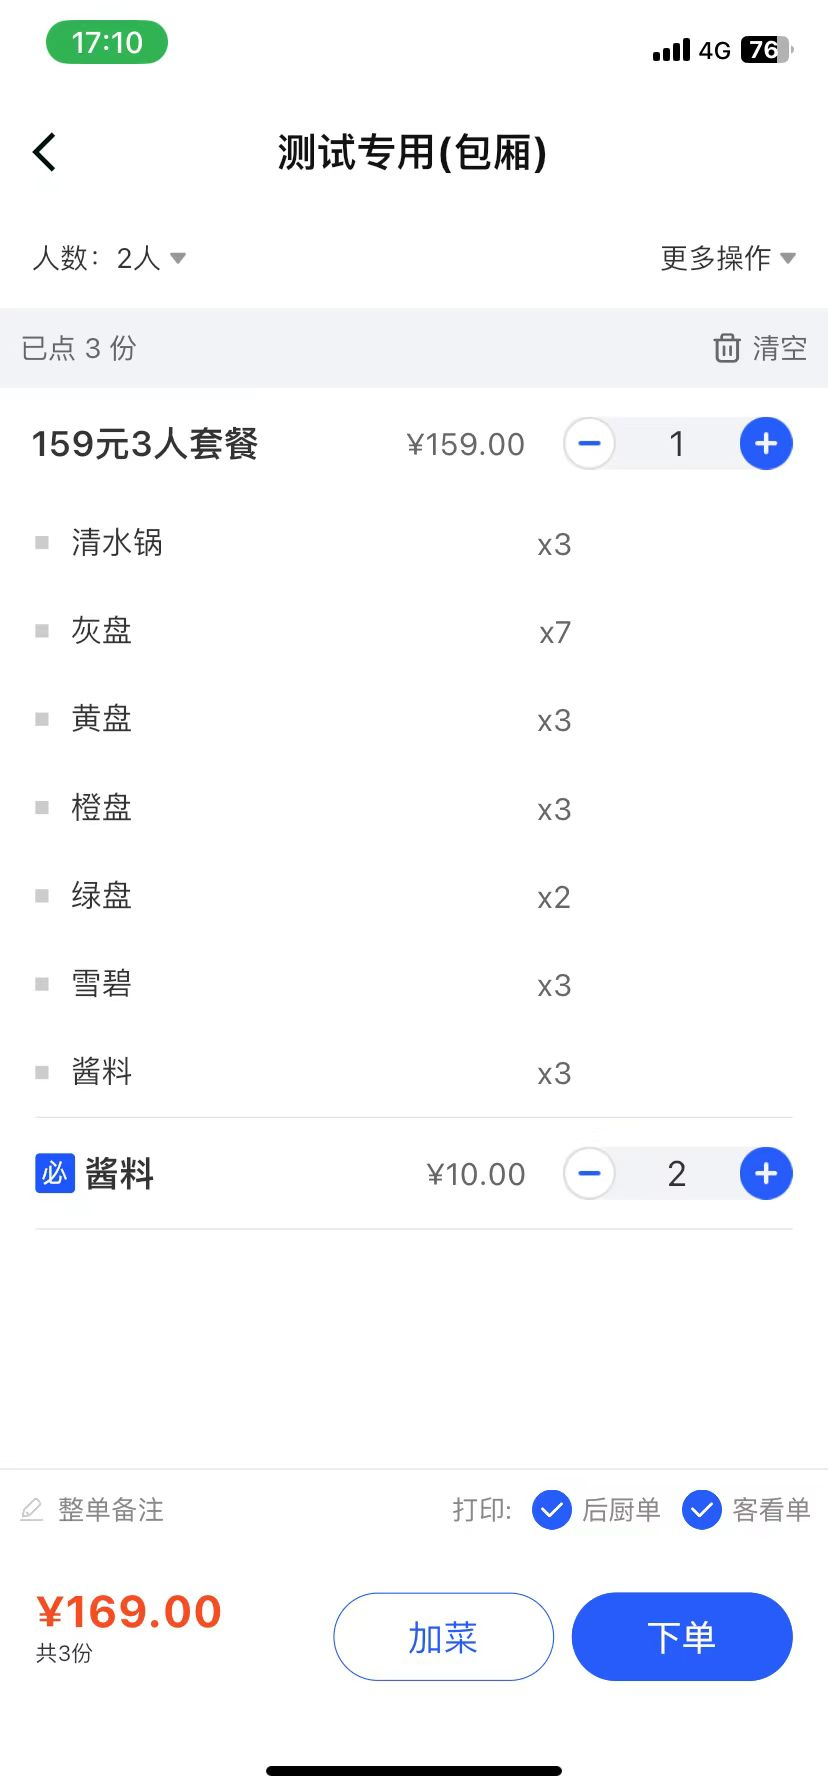 17:10 4G 76
测试专用(包厢)
人数：2人 更多操作
已点 3 份 清空
159元3人套餐 ¥159.00 1
清水锅 x3
灰盘 x7
黄盘 x3
橙盘 x3
绿盘 x2
雪碧 x3
酱料 x3
必 酱料 ¥10.00 2
整单备注 打印: 后厨单 客看单
¥169.00
共3份
加菜 下单